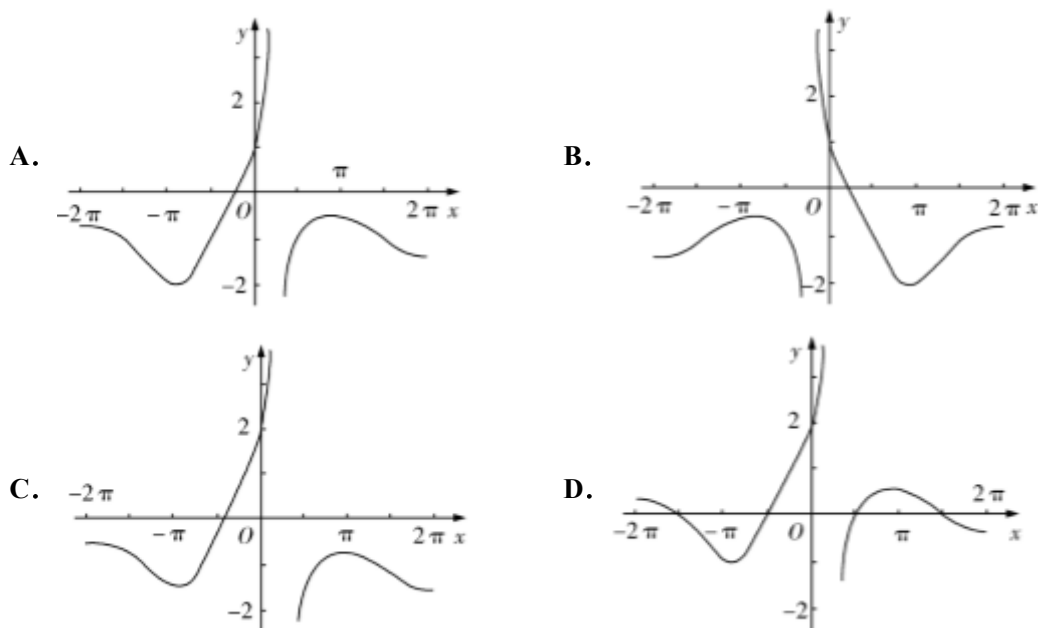 A. y 2 π -2π -π O 2π x -2
B. y 2 -2π -π O π 2π x -2
C. y 2 -2π -π O π 2π x -2
D. y 2 2π -2π -π O π x -2